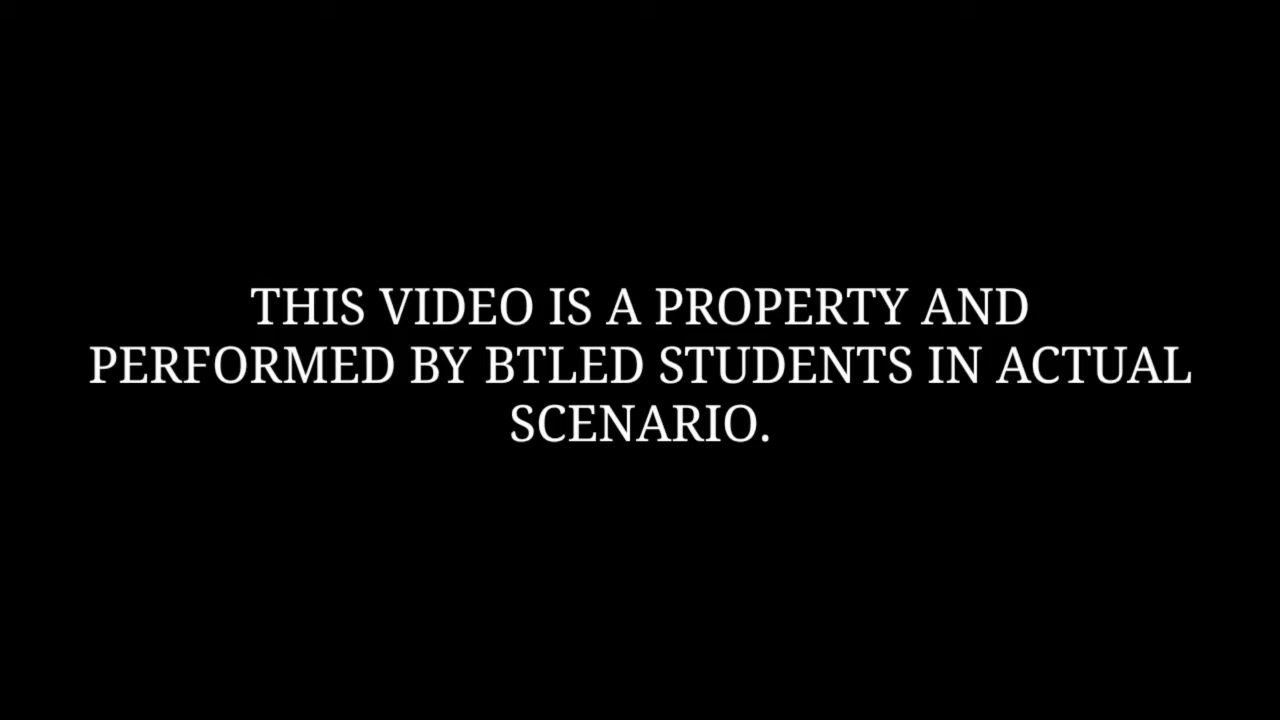 THIS VIDEO IS A PROPERTY AND
PERFORMED BY BTLED STUDENTS IN ACTUAL
SCENARIO.